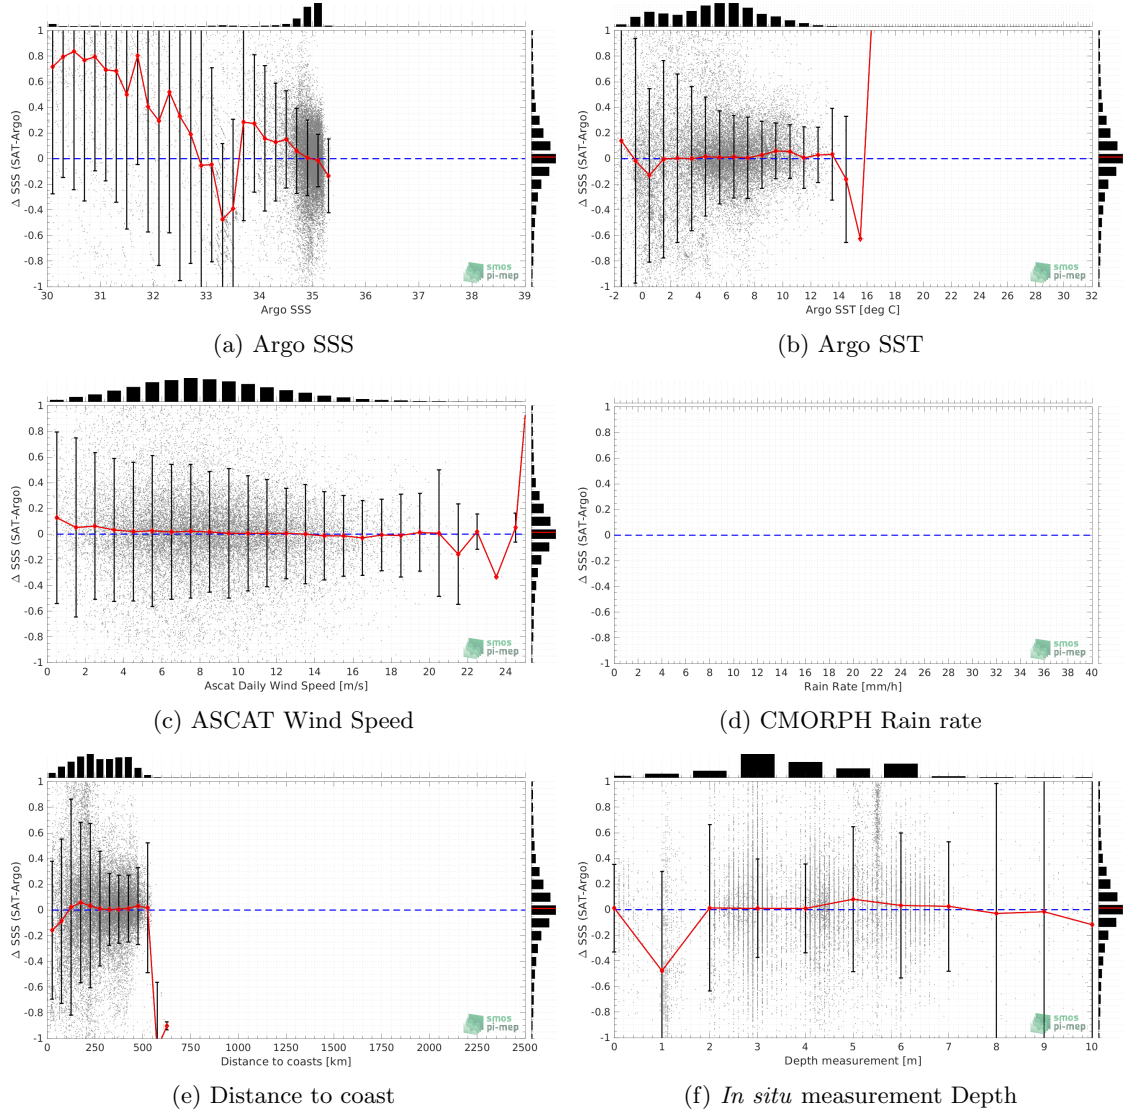 1
0.8
0.6
0.4
0.2
0
-0.2
-0.4
-0.6
-0.8
-1
Δ SSS (SAT-Argo)
30 31 32 33 34 35 36 37 38 39
Argo SSS
smos
pi-mep
(a) Argo SSS
1
0.8
0.6
0.4
0.2
0
-0.2
-0.4
-0.6
-0.8
-1
Δ SSS (SAT-Argo)
-2 0 2 4 6 8 10 12 14 16 18 20 22 24 26 28 30 32
Argo SST [deg C]
smos
pi-mep
(b) Argo SST
1
0.8
0.6
0.4
0.2
0
-0.2
-0.4
-0.6
-0.8
-1
Δ SSS (SAT-Argo)
0 2 4 6 8 10 12 14 16 18 20 22 24
Ascat Daily Wind Speed [m/s]
smos
pi-mep
(c) ASCAT Wind Speed
1
0.8
0.6
0.4
0.2
0
-0.2
-0.4
-0.6
-0.8
-1
Δ SSS (SAT-Argo)
0 2 4 6 8 10 12 14 16 18 20 22 24 26 28 30 32 34 36 38 40
Rain Rate [mm/h]
smos
pi-mep
(d) CMORPH Rain rate
1
0.8
0.6
0.4
0.2
0
-0.2
-0.4
-0.6
-0.8
-1
Δ SSS (SAT-Argo)
0 250 500 750 1000 1250 1500 1750 2000 2250 2500
Distance to coasts [km]
smos
pi-mep
(e) Distance to coast
1
0.8
0.6
0.4
0.2
0
-0.2
-0.4
-0.6
-0.8
-1
Δ SSS (SAT-Argo)
0 1 2 3 4 5 6 7 8 9 10
Depth measurement [m]
smos
pi-mep
(f) In situ measurement Depth